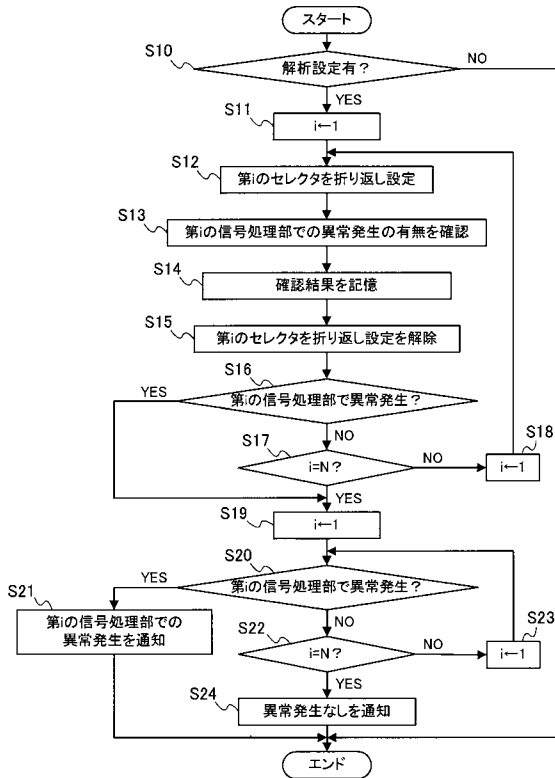 スタート
S10
解析設定有？
NO
YES
S11
i←1
S12
第iのセレクタを折り返し設定
S13
第iの信号処理部での異常発生の有無を確認
S14
確認結果を記憶
S15
第iのセレクタを折り返し設定を解除
S16
YES
第iの信号処理部で異常発生？
NO
S17
i=N？
NO
S18
i←1
YES
S19
i←1
S20
YES
第iの信号処理部で異常発生？
S21
第iの信号処理部での
異常発生を通知
NO
S22
i=N？
NO
S23
i←1
YES
S24
異常発生なしを通知
エンド